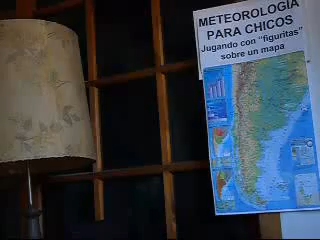 METEOROLOGÍA
PARA CHICOS
Jugando con "figuritas"
sobre un mapa